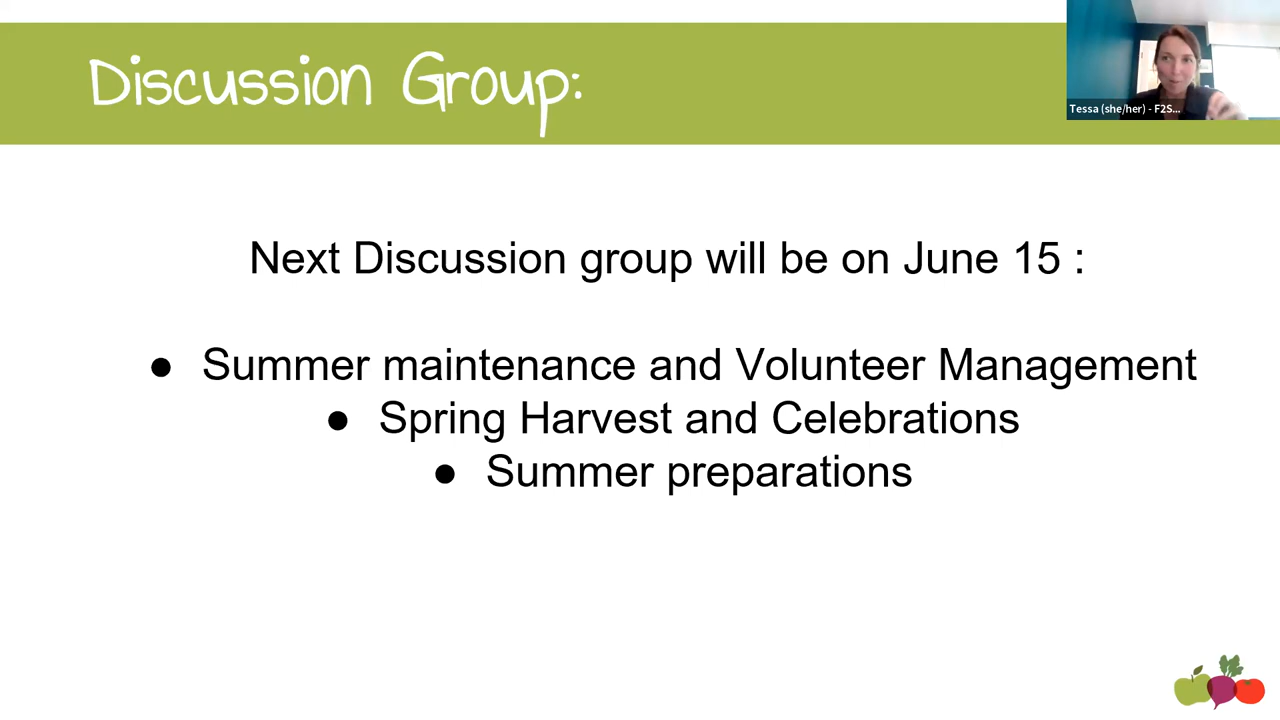 Discussion Group:
Tessa (she/her) - F2S...
Next Discussion group will be on June 15 :
● Summer maintenance and Volunteer Management
● Spring Harvest and Celebrations
● Summer preparations